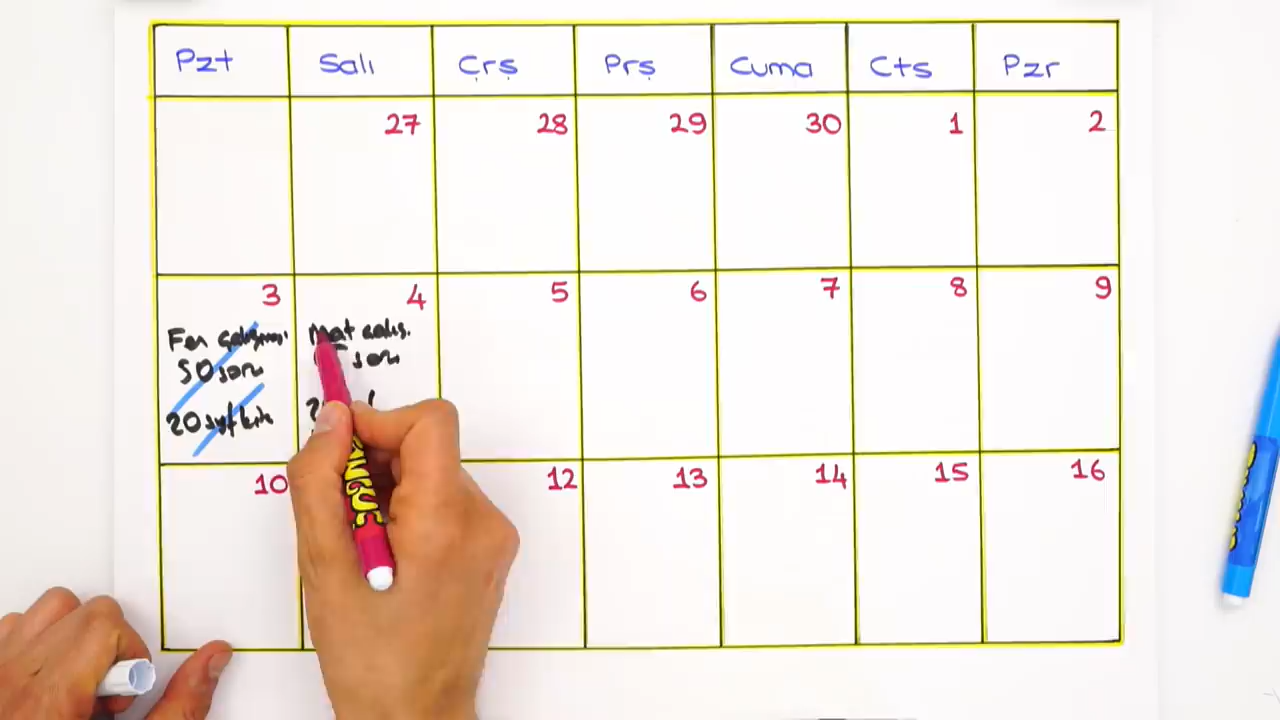 Pzt Salı Çrş Prş Cuma Cts Pzr
27 28 29 30 1 2
3 4 5 6 7 8 9
Fen çalışması
50 soru
20 syf kitap
Mat çalış.
soru
10 12 13 14 15 16